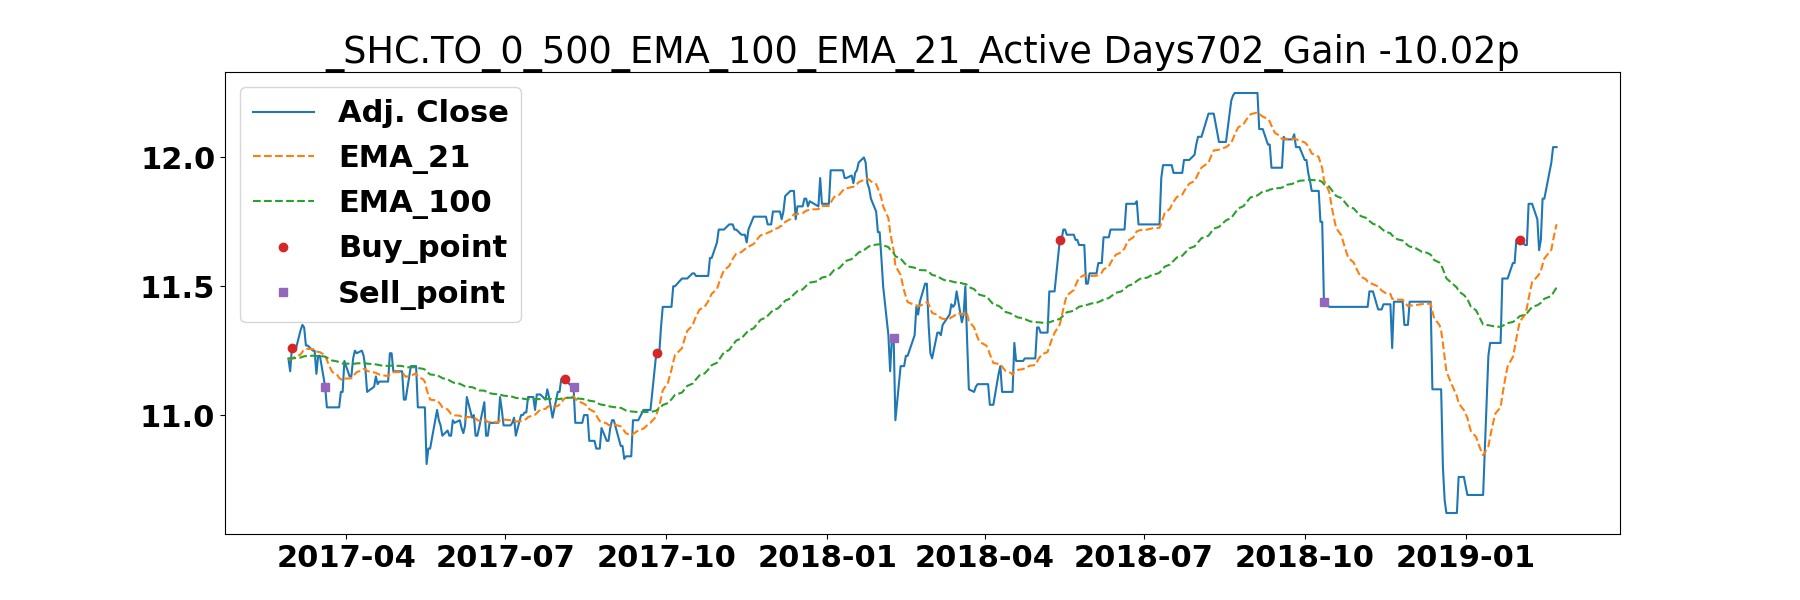 _SHC.TO_0_500_EMA_100_EMA_21_Active Days702_Gain -10.02p
Adj. Close
EMA_21
EMA_100
Buy_point
Sell_point
12.0
11.5
11.0
2017-04 2017-07 2017-10 2018-01 2018-04 2018-07 2018-10 2019-01